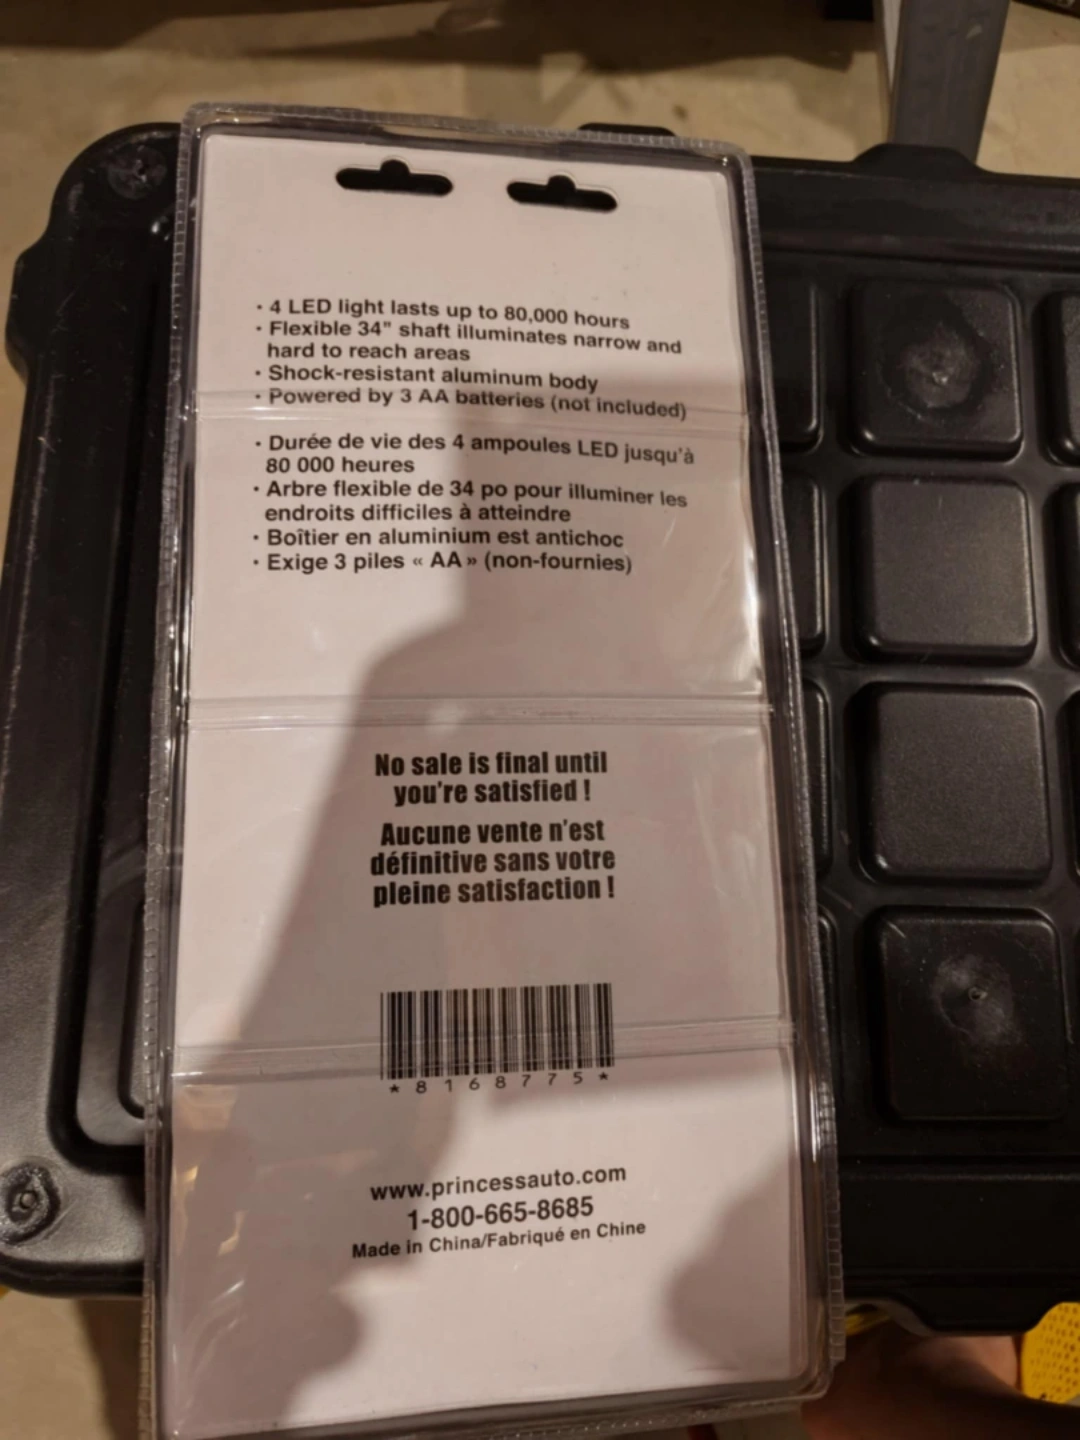 · 4 LED light lasts up to 80,000 hours
· Flexible 34" shaft illuminates narrow and
hard to reach areas
· Shock-resistant aluminum body
· Powered by 3 AA batteries (not included)
· Durée de vie des 4 ampoules LED jusqu'à
80 000 heures
· Arbre flexible de 34 po pour illuminer les
endroits difficiles à atteindre
· Boîtier en aluminium est antichoc
· Exige 3 piles « AA » (non-fournies)
No sale is final until
you're satisfied !
Aucune vente n'est
définitive sans votre
pleine satisfaction !
* 8 1 6 8 7 7 5 *
www.princessauto.com
1-800-665-8685
Made in China/Fabriqué en Chine